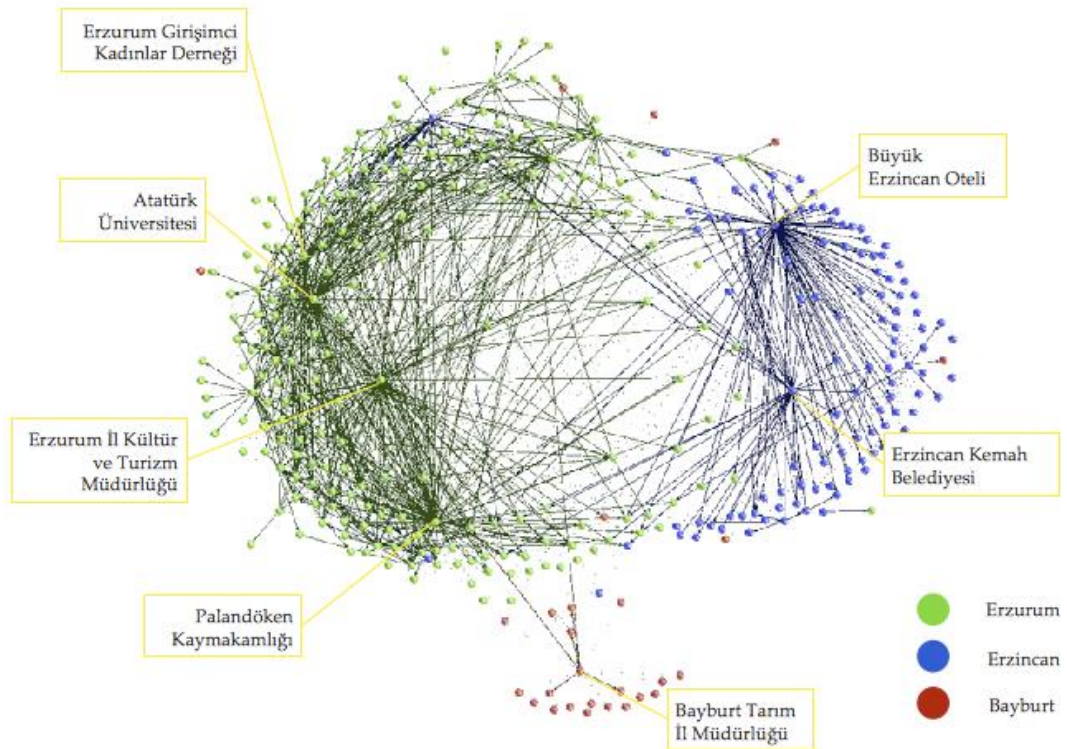 Erzurum Girişimci
Kadınlar Derneği
Atatürk
Üniversitesi
Büyük
Erzincan Oteli
Erzurum İl Kültür
ve Turizm
Müdürlüğü
Erzincan Kemah
Belediyesi
Palandöken
Kaymakamlığı
Bayburt Tarım
İl Müdürlüğü
Erzurum
Erzincan
Bayburt